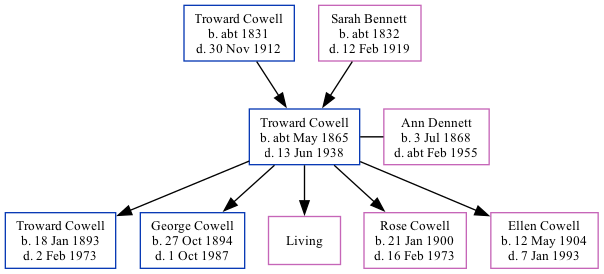 Troward Cowell
b. abt 1831
d. 30 Nov 1912
Sarah Bennett
b. abt 1832
d. 12 Feb 1919
Troward Cowell
b. abt May 1865
d. 13 Jun 1938
Ann Dennett
b. 3 Jul 1868
d. abt Feb 1955
Troward Cowell
b. 18 Jan 1893
d. 2 Feb 1973
George Cowell
b. 27 Oct 1894
d. 1 Oct 1987
Living
Rose Cowell
b. 21 Jan 1900
d. 16 Feb 1973
Ellen Cowell
b. 12 May 1904
d. 7 Jan 1993